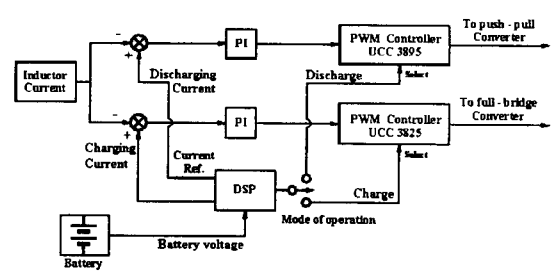 To push - pull
Converter
PWM Controller
UCC 3895
Select
PI
- +
Inductor
Current
Discharging
Current
Discharge
To full - bridge
Converter
PWM Controller
UCC 3825
Select
PI
- +
Charging
Current
Current
Ref.
DSP
Charge
Mode of operation
Battery voltage
Battery